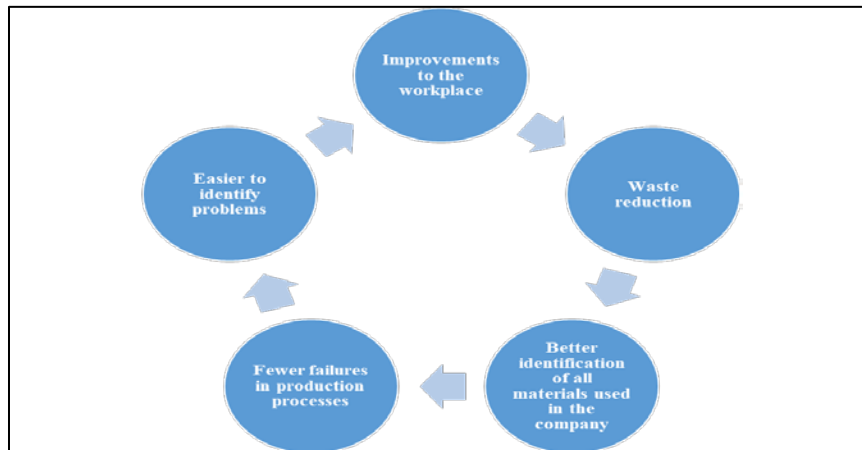 Improvements
to the
workplace
Waste
reduction
Better
identification
of all
materials used
in the
company
Fewer failures
in production
processes
Easier to
identify
problems